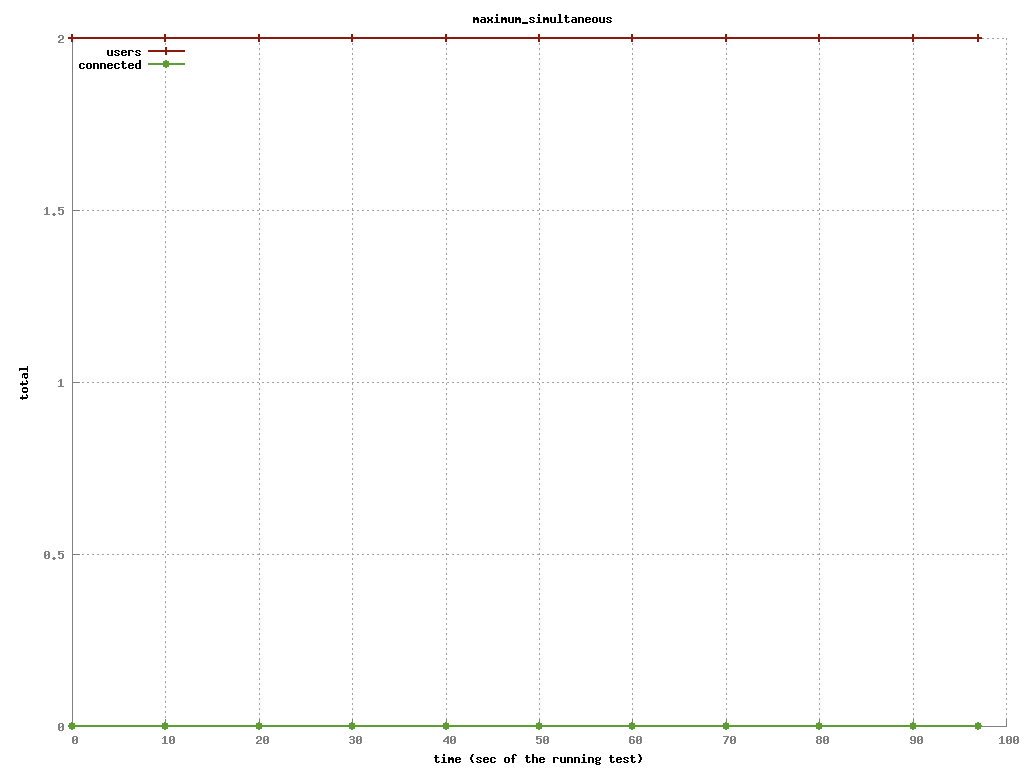 maximum_simultaneous
2
users
connected
1.5
total
1
0.5
0
0 10 20 30 40 50 60 70 80 90 100
time (sec of the running test)